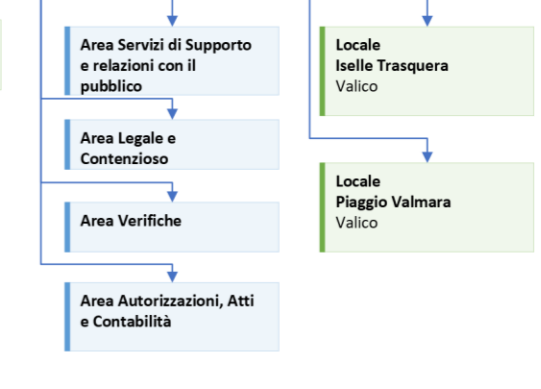 Area Servizi di Supporto
e relazioni con il
pubblico
Area Legale e
Contenzioso
Area Verifiche
Area Autorizzazioni, Atti
e Contabilità
Locale
Iselle Trasquera
Valico
Locale
Piaggio Valmara
Valico